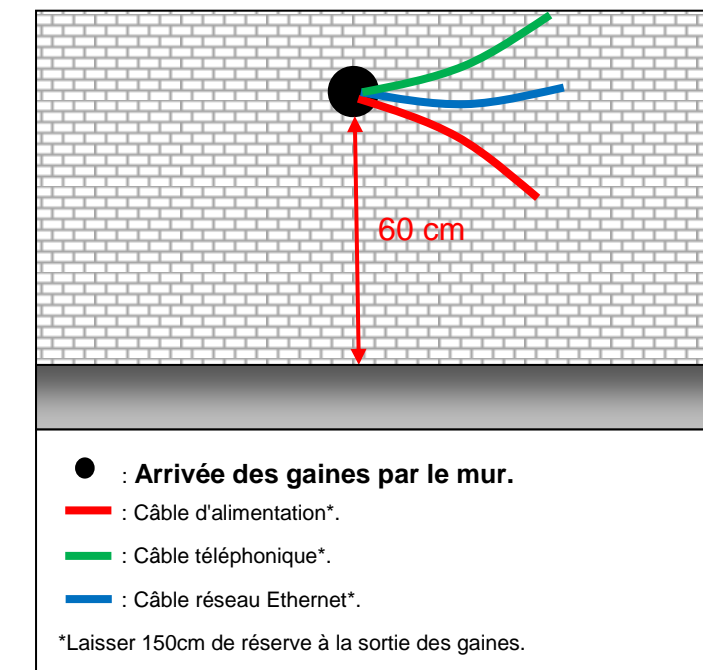 60 cm
: Arrivée des gaines par le mur.
: Câble d'alimentation*.
: Câble téléphonique*.
: Câble réseau Ethernet*.
*Laisser 150cm de réserve à la sortie des gaines.